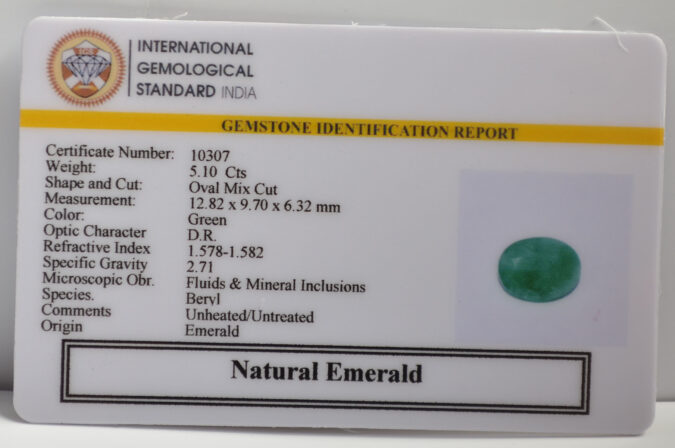 INTERNATIONAL
GEMOLOGICAL
STANDARD INDIA
GEMSTONE IDENTIFICATION REPORT
Certificate Number: 10307
Weight: 5.10 Cts
Shape and Cut: Oval Mix Cut
Measurement: 12.82 x 9.70 x 6.32 mm
Color: Green
Optic Character D.R.
Refractive Index 1.578-1.582
Specific Gravity 2.71
Microscopic Obr. Fluids & Mineral Inclusions
Species. Beryl
Comments Unheated/Untreated
Origin Emerald
Natural Emerald